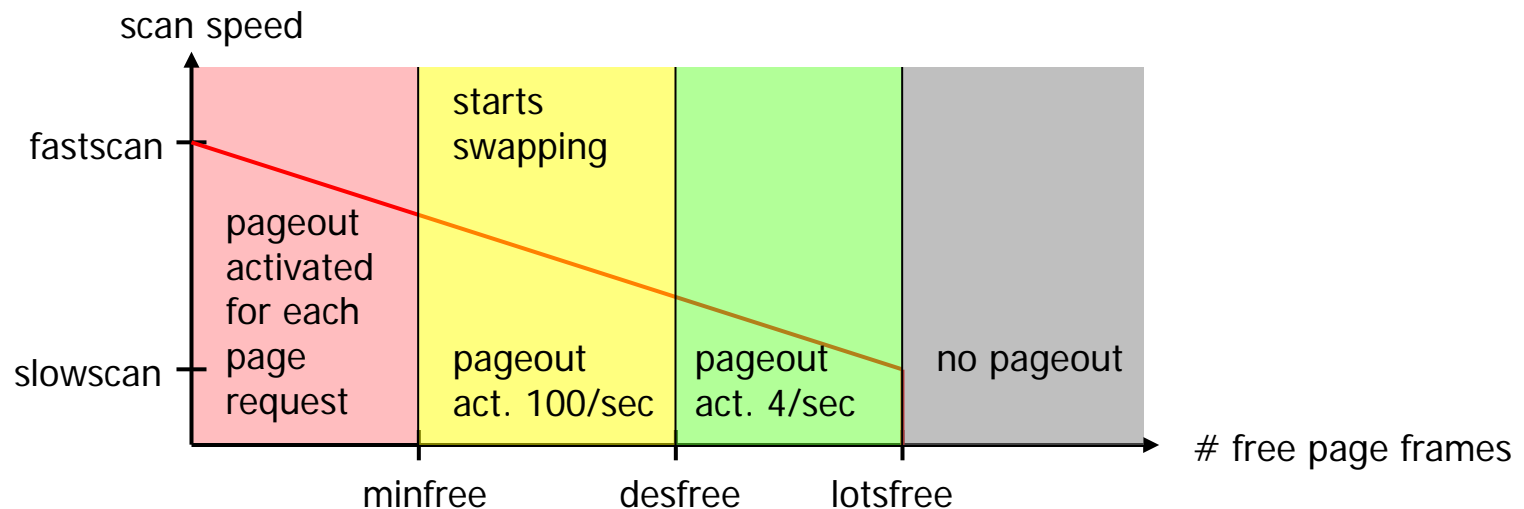 scan speed
fastscan
slowscan
pageout
activated
for each
page
request
starts
swapping
pageout
act. 100/sec
pageout
act. 4/sec
no pageout
# free page frames
minfree
desfree
lotsfree